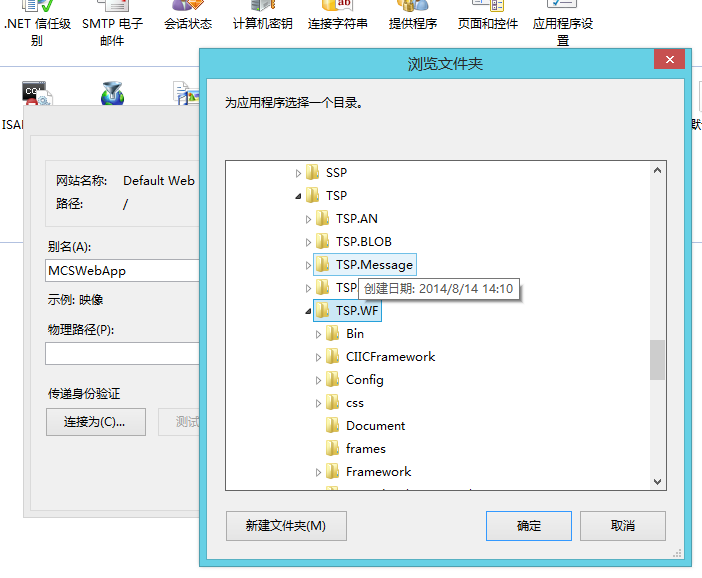 .NET 信任级别
SMTP 电子邮件
会话状态
计算机密钥
连接字符串
提供程序
页面和控件
应用程序设置
浏览文件夹
为应用程序选择一个目录。
ISA
默
网站名称:
Default Web
路径:
/
别名(A):
MCSWebApp
示例: 映像
物理路径(P):
传递身份验证
连接为(C)...
测试
SSP
TSP
TSP.AN
TSP.BLOB
TSP.Message
TSP
创建日期: 2014/8/14 14:10
TSP.WF
Bin
CIICFramework
Config
css
Document
frames
Framework
新建文件夹(M)
确定
取消